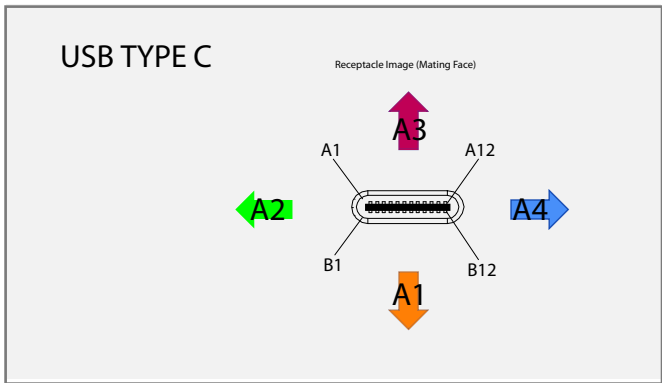 USB TYPE C
Receptacle Image (Mating Face)
A3
A1
A12
A2
A4
B1
B12
A1